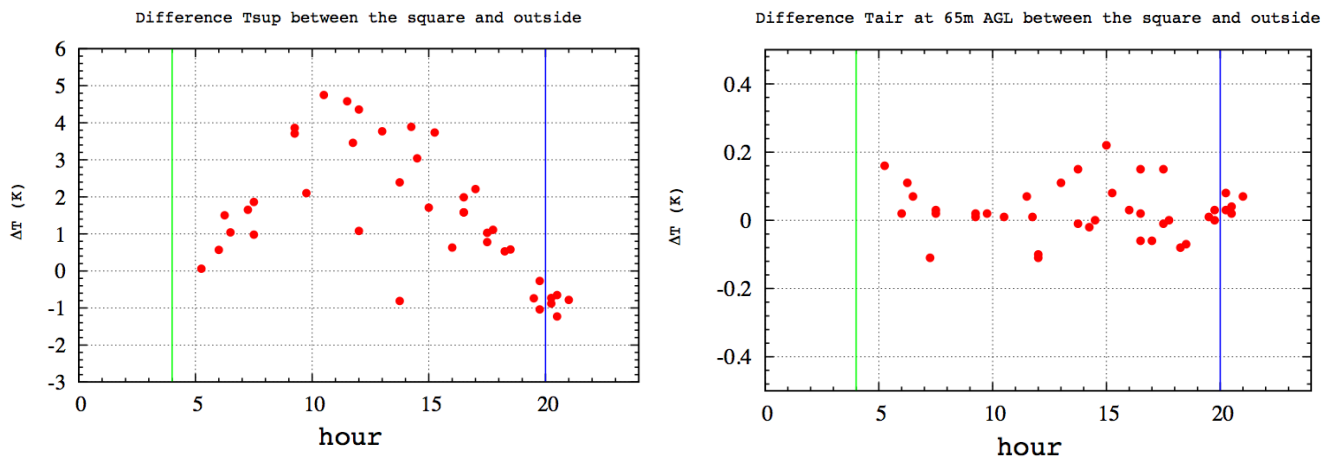 Difference Tsup between the square and outside
6
5
4
3
2
1
0
-1
-2
-3
ΔT (K)
0 5 10 15 20
hour
Difference Tair at 65m AGL between the square and outside
0.4
0.2
0
-0.2
-0.4
ΔT (K)
0 5 10 15 20
hour